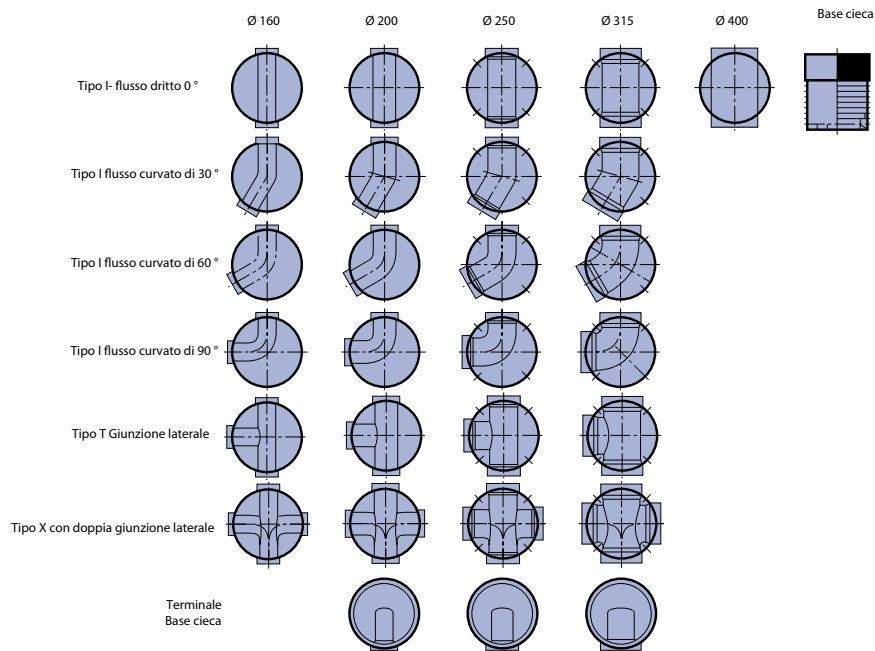 Ø 160
Ø 200
Ø 250
Ø 315
Ø 400
Base cieca
Tipo I- flusso dritto 0 °
Tipo I flusso curvato di 30 °
Tipo I flusso curvato di 60 °
Tipo I flusso curvato di 90 °
Tipo T Giunzione laterale
Tipo X con doppia giunzione laterale
Terminale
Base cieca